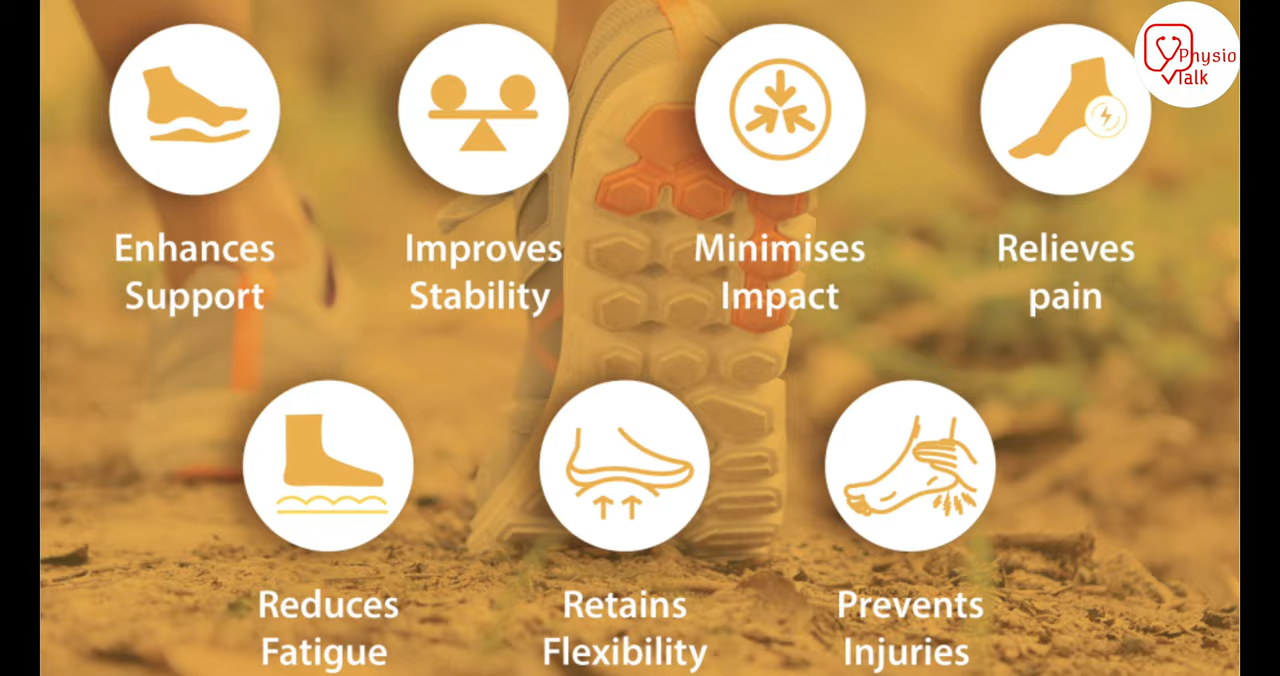 Physio
Talk
Enhances
Support
Improves
Stability
Minimises
Impact
Relieves
pain
Reduces
Fatigue
Retains
Flexibility
Prevents
Injuries